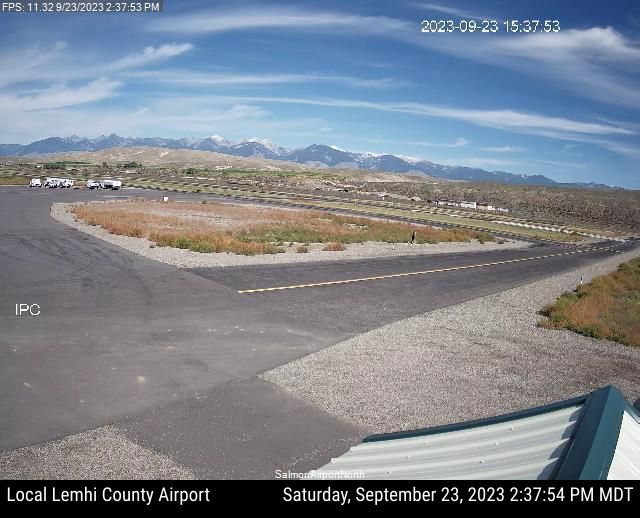 FPS: 11.32 9/23/2023 2:37:53 PM
2023-09-23 15:37:53
IPC
SalmonAirportNorth
Local Lemhi County Airport
Saturday, September 23, 2023 2:37:54 PM MDT